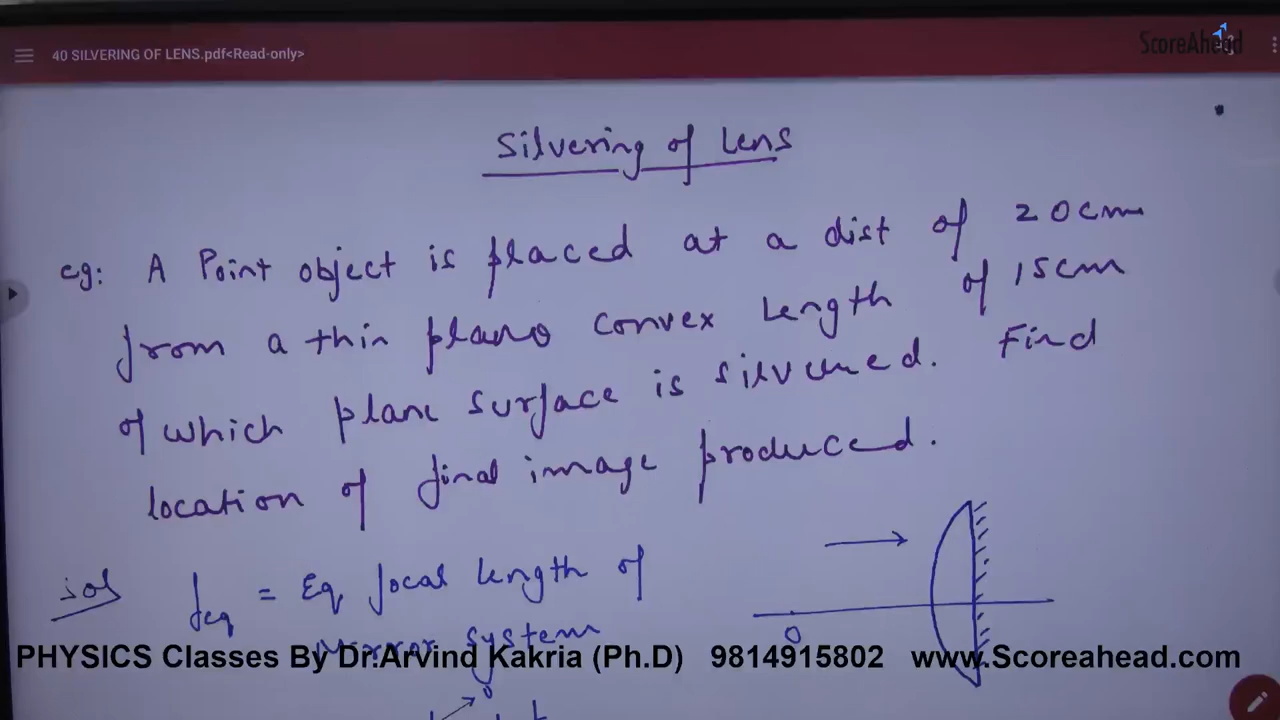 40 SILVERING OF LENS.pdf<Read-only>
ScoreAhead
Silvering of Lens
eg: A Point object is placed at a dist of 20cm
from a thin plano convex length of 15cm
of which plane surface is silvered. Find
location of final image produced.
sol feq = Eq focal length of
Mirror system
O
PHYSICS Classes By Dr.Arvind Kakria (Ph.D) 9814915802 www.Scoreahead.com